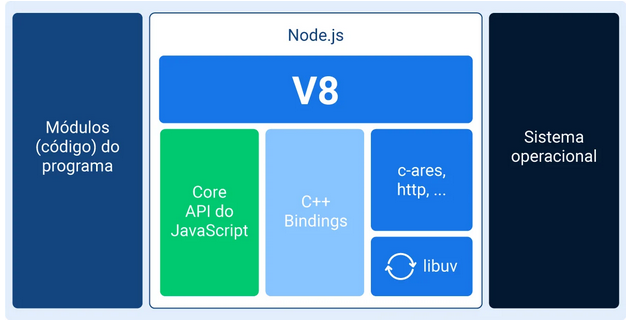 Módulos
(código) do
programa
Node.js
V8
Core
API do
JavaScript
C++
Bindings
c-ares,
http, ...
libuv
Sistema
operacional